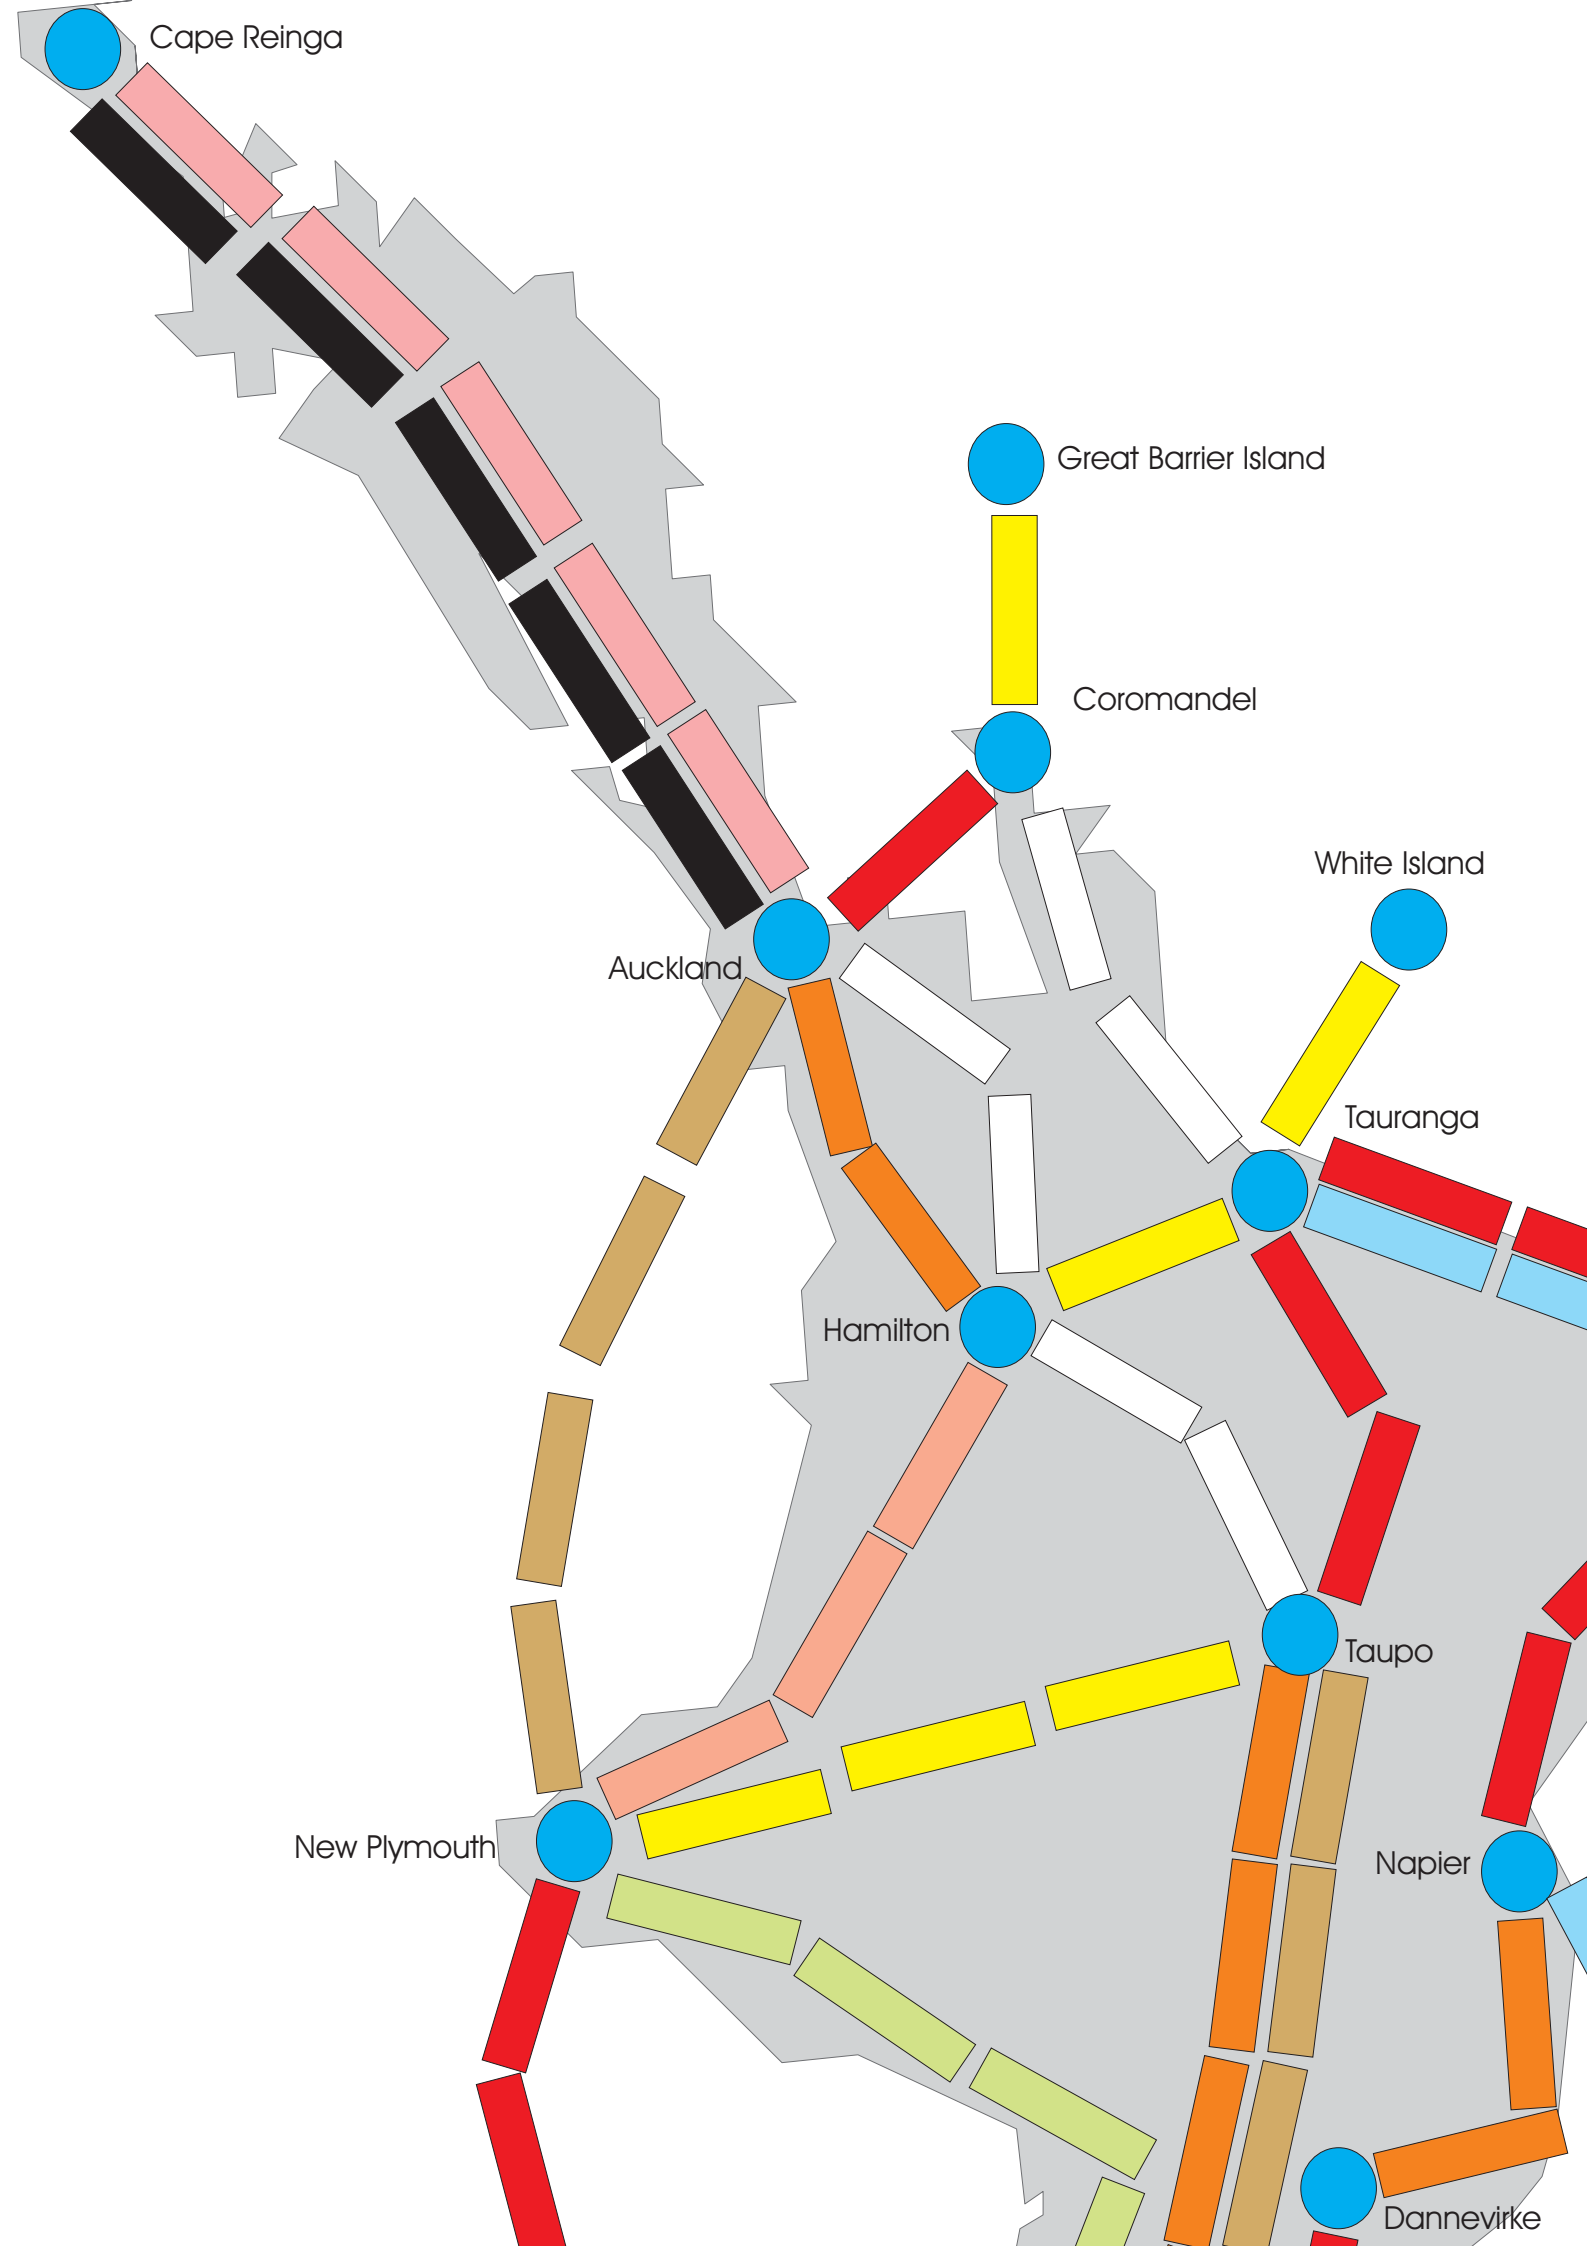 Cape Reinga
Great Barrier Island
Coromandel
White Island
Auckland
Tauranga
Hamilton
Taupo
New Plymouth
Napier
Dannevirke